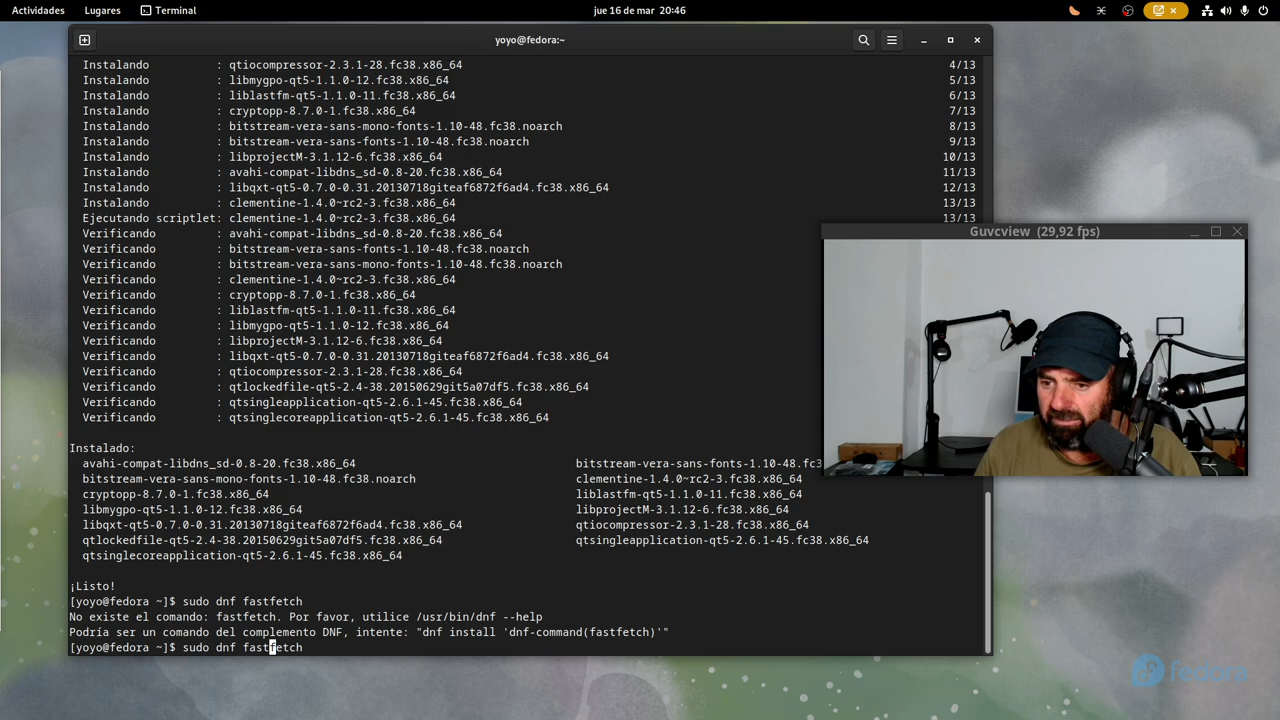 Actividades Lugares Terminal jue 16 de mar 20:46
yoyo@fedora:~
Instalando : qtiocompressor-2.3.1-28.fc38.x86_64 4/13
Instalando : libmygpo-qt5-1.1.0-12.fc38.x86_64 5/13
Instalando : liblastfm-qt5-1.1.0-11.fc38.x86_64 6/13
Instalando : cryptopp-8.7.0-1.fc38.x86_64 7/13
Instalando : bitstream-vera-sans-mono-fonts-1.10-48.fc38.noarch 8/13
Instalando : bitstream-vera-sans-fonts-1.10-48.fc38.noarch 9/13
Instalando : libprojectM-3.1.12-6.fc38.x86_64 10/13
Instalando : avahi-compat-libdns_sd-0.8-20.fc38.x86_64 11/13
Instalando : libqxt-qt5-0.7.0-0.31.20130718giteaf6872f6ad4.fc38.x86_64 12/13
Instalando : clementine-1.4.0~rc2-3.fc38.x86_64 13/13
Ejecutando scriptlet: clementine-1.4.0~rc2-3.fc38.x86_64 13/13
Verificando : avahi-compat-libdns_sd-0.8-20.fc38.x86_64
Verificando : bitstream-vera-sans-fonts-1.10-48.fc38.noarch
Verificando : bitstream-vera-sans-mono-fonts-1.10-48.fc38.noarch
Verificando : clementine-1.4.0~rc2-3.fc38.x86_64
Verificando : cryptopp-8.7.0-1.fc38.x86_64
Verificando : liblastfm-qt5-1.1.0-11.fc38.x86_64
Verificando : libmygpo-qt5-1.1.0-12.fc38.x86_64
Verificando : libprojectM-3.1.12-6.fc38.x86_64
Verificando : libqxt-qt5-0.7.0-0.31.20130718giteaf6872f6ad4.fc38.x86_64
Verificando : qtiocompressor-2.3.1-28.fc38.x86_64
Verificando : qtlockedfile-qt5-2.4-38.20150629git5a07df5.fc38.x86_64
Verificando : qtsingleapplication-qt5-2.6.1-45.fc38.x86_64
Verificando : qtsinglecoreapplication-qt5-2.6.1-45.fc38.x86_64
Guvcview (29,92 fps)
Instalado:
avahi-compat-libdns_sd-0.8-20.fc38.x86_64 bitstream-vera-sans-fonts-1.10-48.fc3
bitstream-vera-sans-mono-fonts-1.10-48.fc38.noarch clementine-1.4.0~rc2-3.fc38.x86_64
cryptopp-8.7.0-1.fc38.x86_64 liblastfm-qt5-1.1.0-11.fc38.x86_64
libmygpo-qt5-1.1.0-12.fc38.x86_64 libprojectM-3.1.12-6.fc38.x86_64
libqxt-qt5-0.7.0-0.31.20130718giteaf6872f6ad4.fc38.x86_64 qtiocompressor-2.3.1-28.fc38.x86_64
qtlockedfile-qt5-2.4-38.20150629git5a07df5.fc38.x86_64 qtsingleapplication-qt5-2.6.1-45.fc38.x86_64
qtsinglecoreapplication-qt5-2.6.1-45.fc38.x86_64
¡Listo!
[yoyo@fedora ~]$ sudo dnf fastfetch
No existe el comando: fastfetch. Por favor, utilice /usr/bin/dnf --help
Podría ser un comando del complemento DNF, intente: "dnf install 'dnf-command(fastfetch)'"
[yoyo@fedora ~]$ sudo dnf fastfetch
fedora